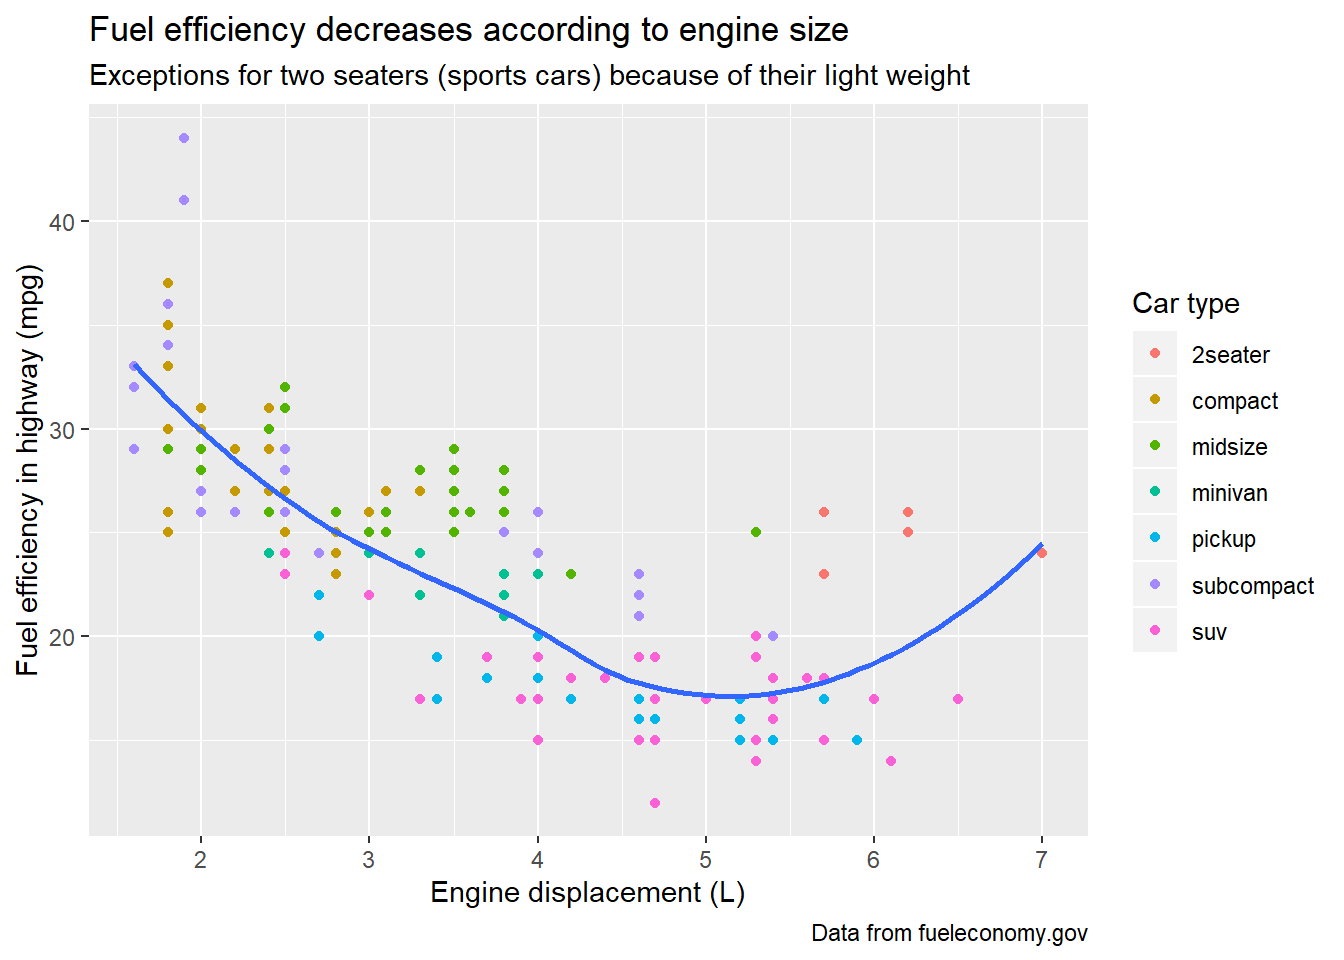 Fuel efficiency decreases according to engine size
Exceptions for two seaters (sports cars) because of their light weight
Fuel efficiency in highway (mpg)
40
30
20
2
3
4
5
6
7
Engine displacement (L)
Car type
2seater
compact
midsize
minivan
pickup
subcompact
suv
Data from fueleconomy.gov